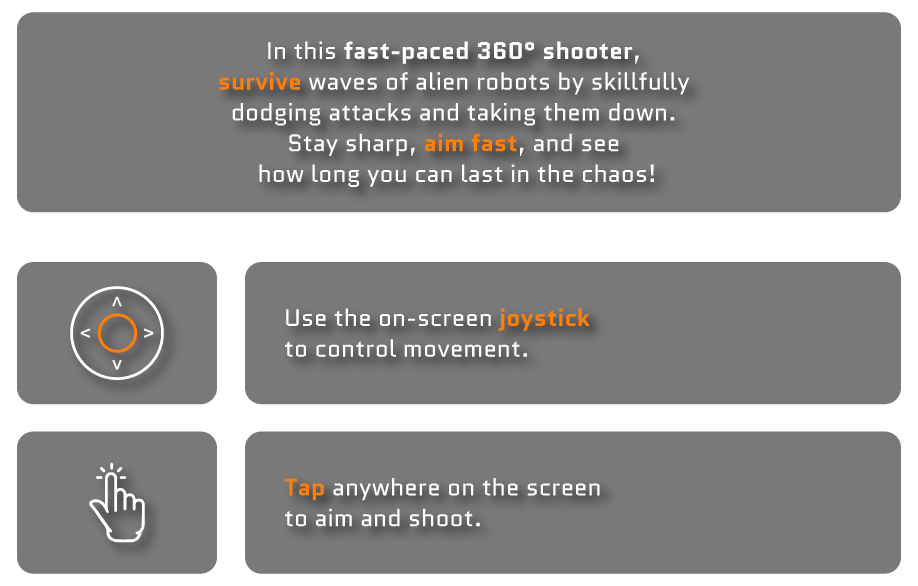 In this fast-paced 360° shooter,
survive waves of alien robots by skillfully
dodging attacks and taking them down.
Stay sharp, aim fast, and see
how long you can last in the chaos!
Use the on-screen joystick
to control movement.
Tap anywhere on the screen
to aim and shoot.